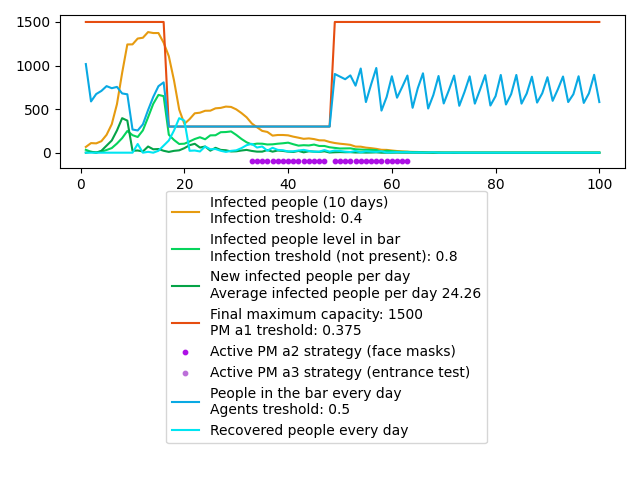 1500
1000
500
0
0 20 40 60 80 100
Infected people (10 days)
Infection treshold: 0.4
Infected people level in bar
Infection treshold (not present): 0.8
New infected people per day
Average infected people per day 24.26
Final maximum capacity: 1500
PM a1 treshold: 0.375
Active PM a2 strategy (face masks)
Active PM a3 strategy (entrance test)
People in the bar every day
Agents treshold: 0.5
Recovered people every day